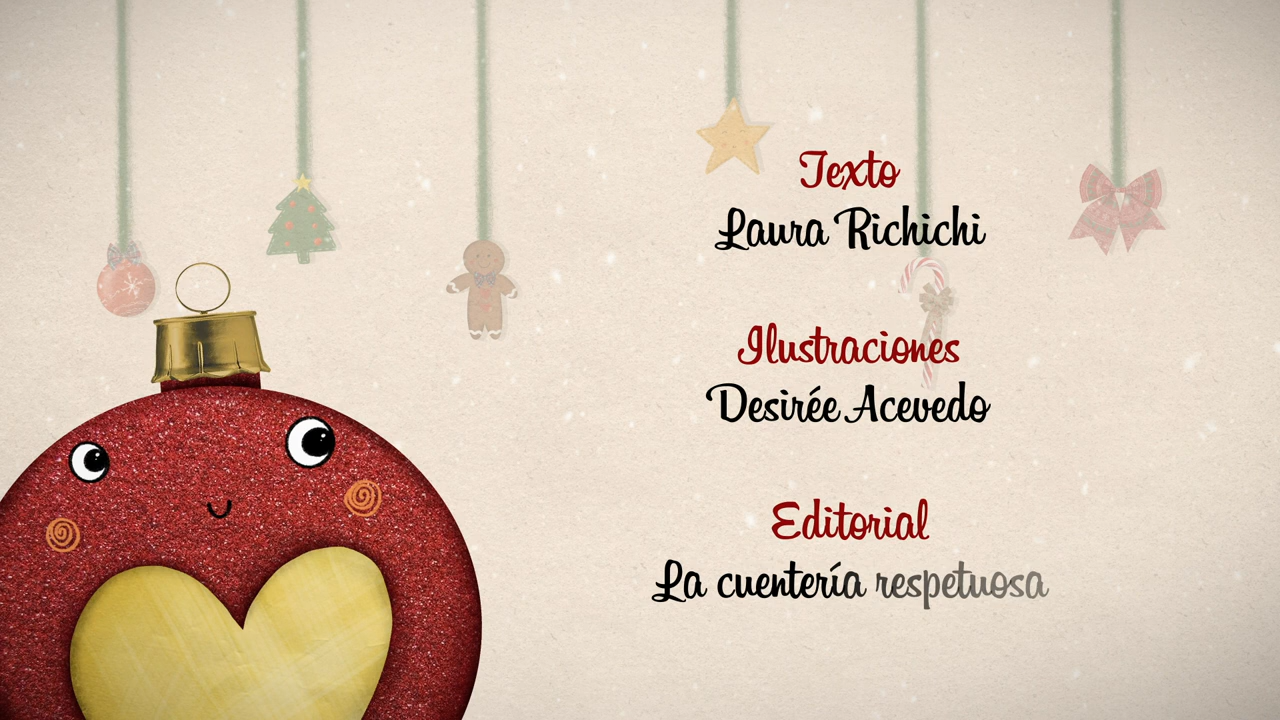 Texto
Laura Richichi
Ilustraciones
Desirée Acevedo
Editorial
La cuentería respetuosa